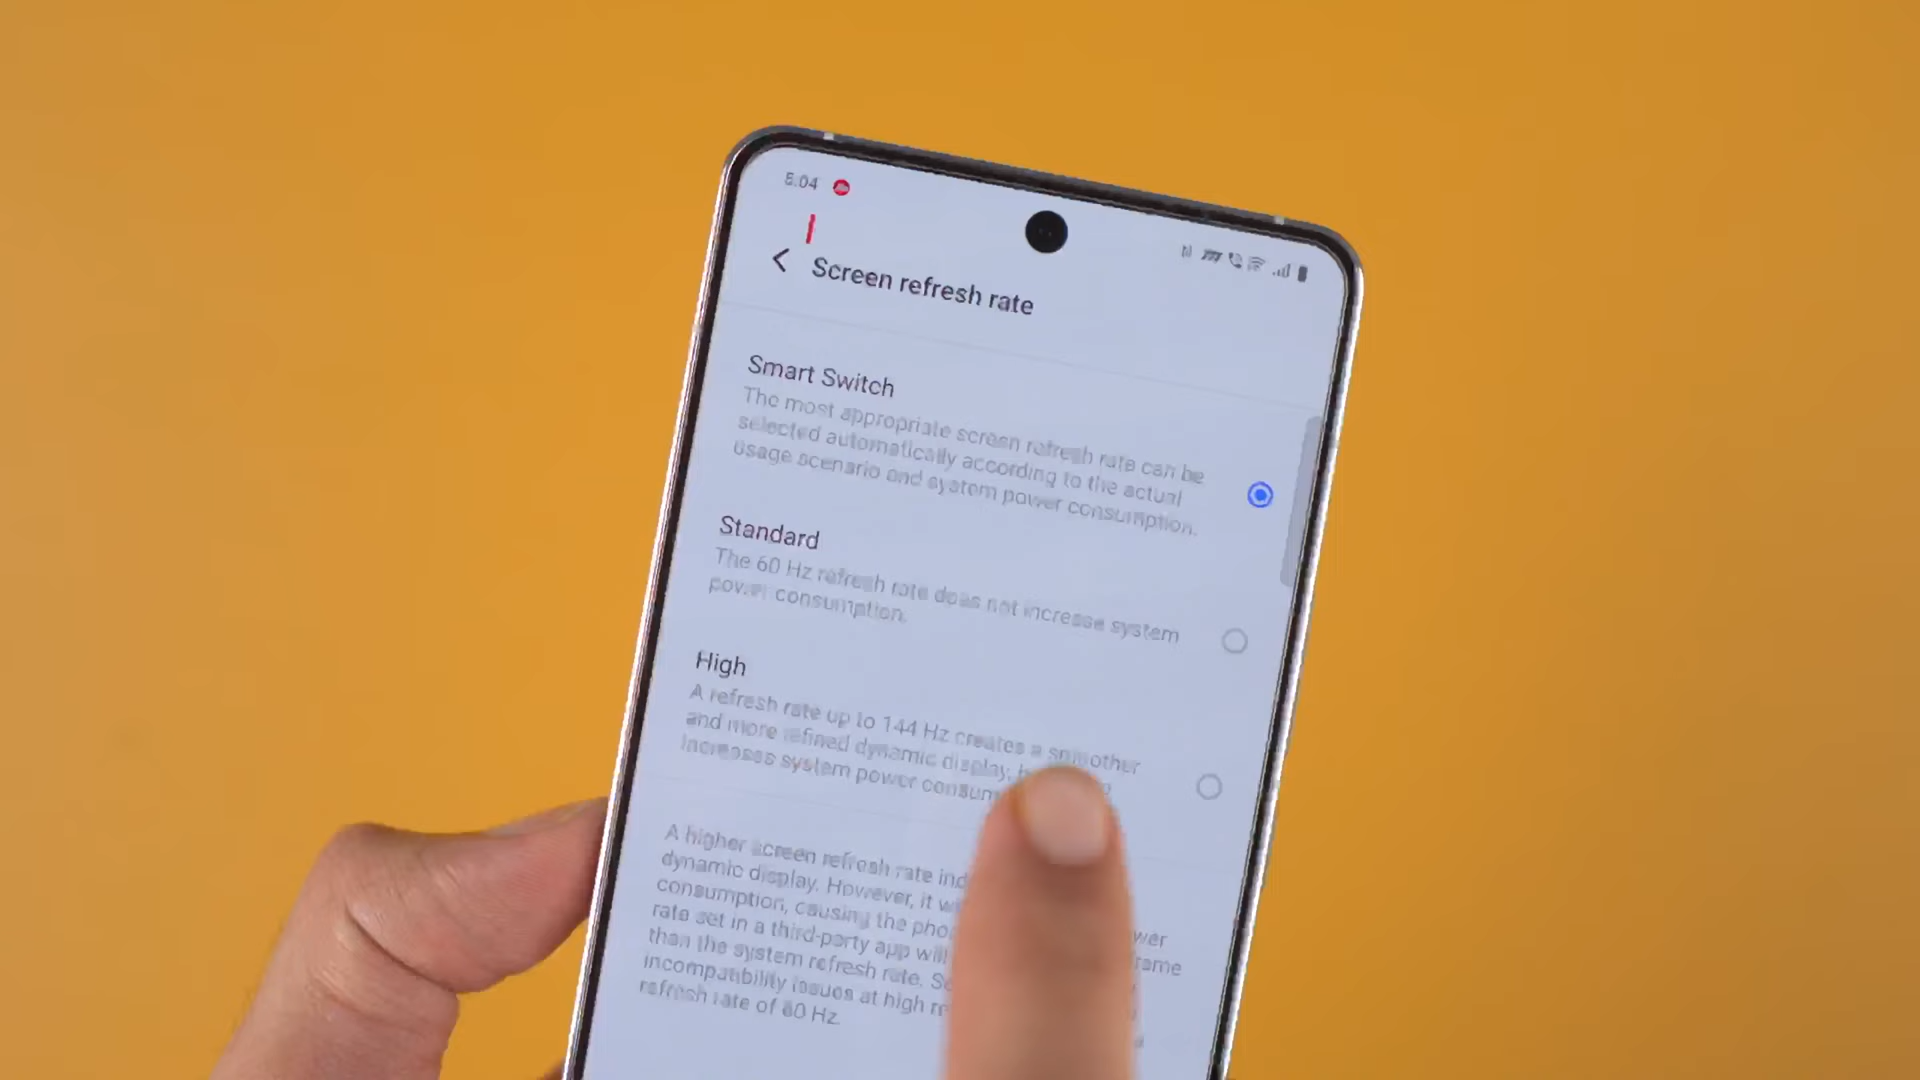 5:04
Screen refresh rate
Smart Switch
The most appropriate screen refresh rate can be
selected automatically according to the actual
usage scenario and system power consumption.
Standard
The 60 Hz refresh rate does not increase system
power consumption.
High
A refresh rate up to 144 Hz creates a smoother
and more refined dynamic display,
increases system power
A higher screen refresh rate
dynamic display. However, it
consumption, causing the
rate set in a third-party app will
than the system refresh rate.
incompatibility issues at high
refresh rate of 60 Hz.